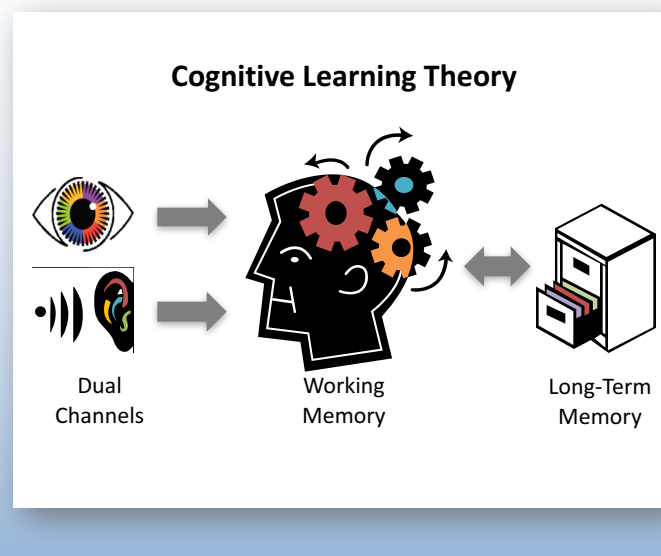 Cognitive Learning Theory
Dual
Channels
Working
Memory
Long-Term
Memory